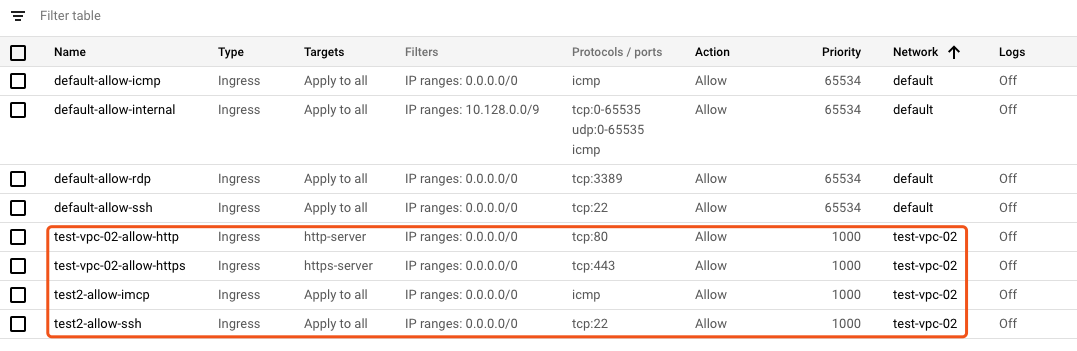 Filter table
Name Type Targets Filters Protocols / ports Action Priority Network Logs
default-allow-icmp Ingress Apply to all IP ranges: 0.0.0.0/0 icmp Allow 65534 default Off
default-allow-internal Ingress Apply to all IP ranges: 10.128.0.0/9 tcp:0-65535 Allow 65534 default Off
udp:0-65535
icmp
default-allow-rdp Ingress Apply to all IP ranges: 0.0.0.0/0 tcp:3389 Allow 65534 default Off
default-allow-ssh Ingress Apply to all IP ranges: 0.0.0.0/0 tcp:22 Allow 65534 default Off
test-vpc-02-allow-http Ingress http-server IP ranges: 0.0.0.0/0 tcp:80 Allow 1000 test-vpc-02 Off
test-vpc-02-allow-https Ingress https-server IP ranges: 0.0.0.0/0 tcp:443 Allow 1000 test-vpc-02 Off
test2-allow-imcp Ingress Apply to all IP ranges: 0.0.0.0/0 icmp Allow 1000 test-vpc-02 Off
test2-allow-ssh Ingress Apply to all IP ranges: 0.0.0.0/0 tcp:22 Allow 1000 test-vpc-02 Off